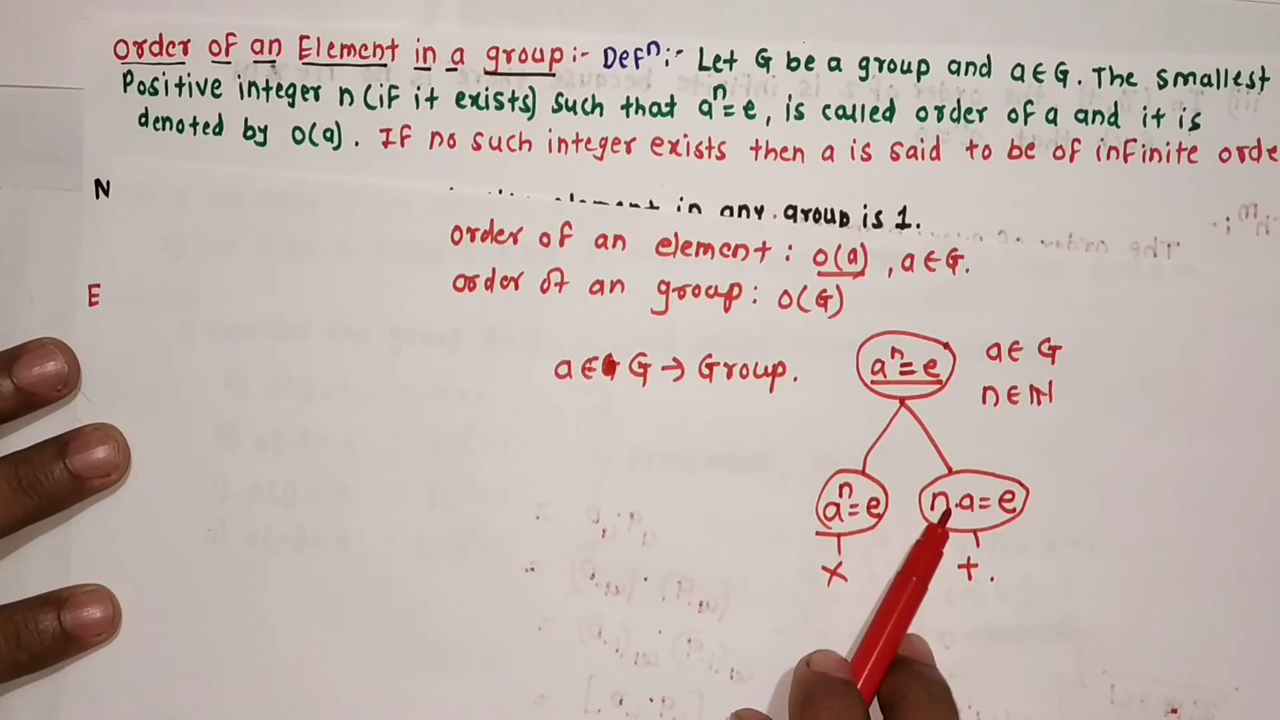 Order of an Element in a group:- Defⁿ:- Let G be a group and a∈G. The smallest
Positive integer n (if it exists) such that aⁿ=e, is called order of a and it is
denoted by o(a). If no such integer exists then a is said to be of infinite orde
N
element in any group is 1.
order of an element : o(a), a∈G.
order of an group: o(G)
E
a∈ G → Group.
aⁿ=e
a∈ G
n∈ℕ
aⁿ=e n.a=e
× +.